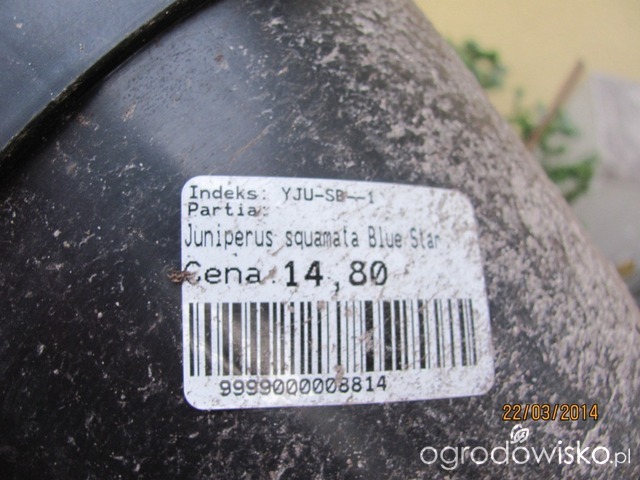 Indeks: YJU-SB--1
Partia:
Juniperus squamata Blue Star
Cena 14,80
9999000008814
22/03/2014
ogrodowisko.pl